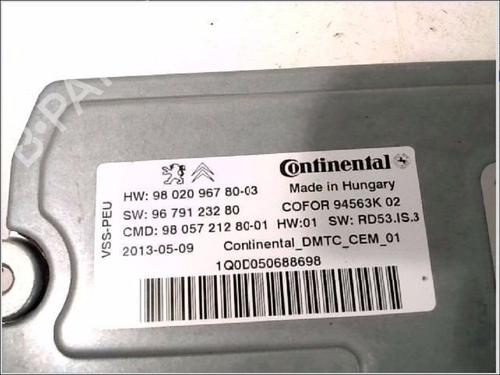 B-PARTS
Continental
Made in Hungary
HW: 98 020 967 80-03
COFOR 94563K 02
SW: 96 791 232 80
CMD: 98 057 212 80-01 HW:01 SW: RD53.IS.3
2013-05-09 Continental_DMTC_CEM_01
VSS-PEU
1Q0D050688698